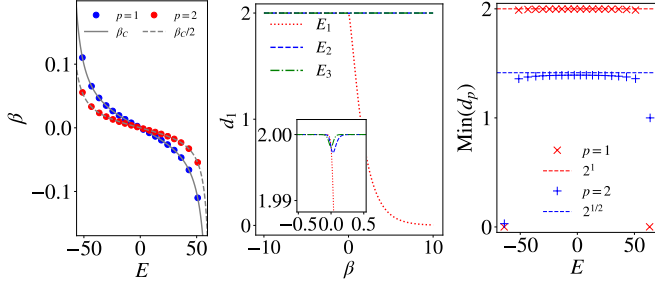 p = 1 p = 2
β_C β_C/2
0.1
0.0
−0.1
β
−50 0 50
E
2
1
0
d_1
E_1
E_2
E_3
2.00
1.99
−0.5 0.0 0.5
−10 0 10
β
2
1
0
Min(d_p)
p = 1
2^1
p = 2
2^{1/2}
−50 0 50
E